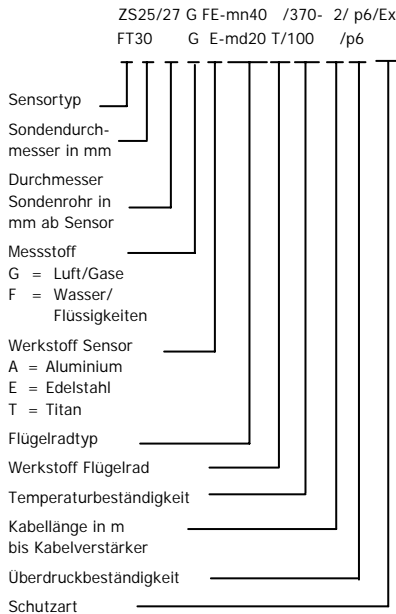 ZS25/27 G FE-mn40 /370- 2/ p6/Ex
FT30 G E-md20 T/100 /p6
Sensortyp
Sondendurch-
messer in mm
Durchmesser
Sondenrohr in
mm ab Sensor
Messstoff
G = Luft/Gase
F = Wasser/
Flüssigkeiten
Werkstoff Sensor
A = Aluminium
E = Edelstahl
T = Titan
Flügelradtyp
Werkstoff Flügelrad
Temperaturbeständigkeit
Kabellänge in m
bis Kabelverstärker
Überdruckbeständigkeit
Schutzart